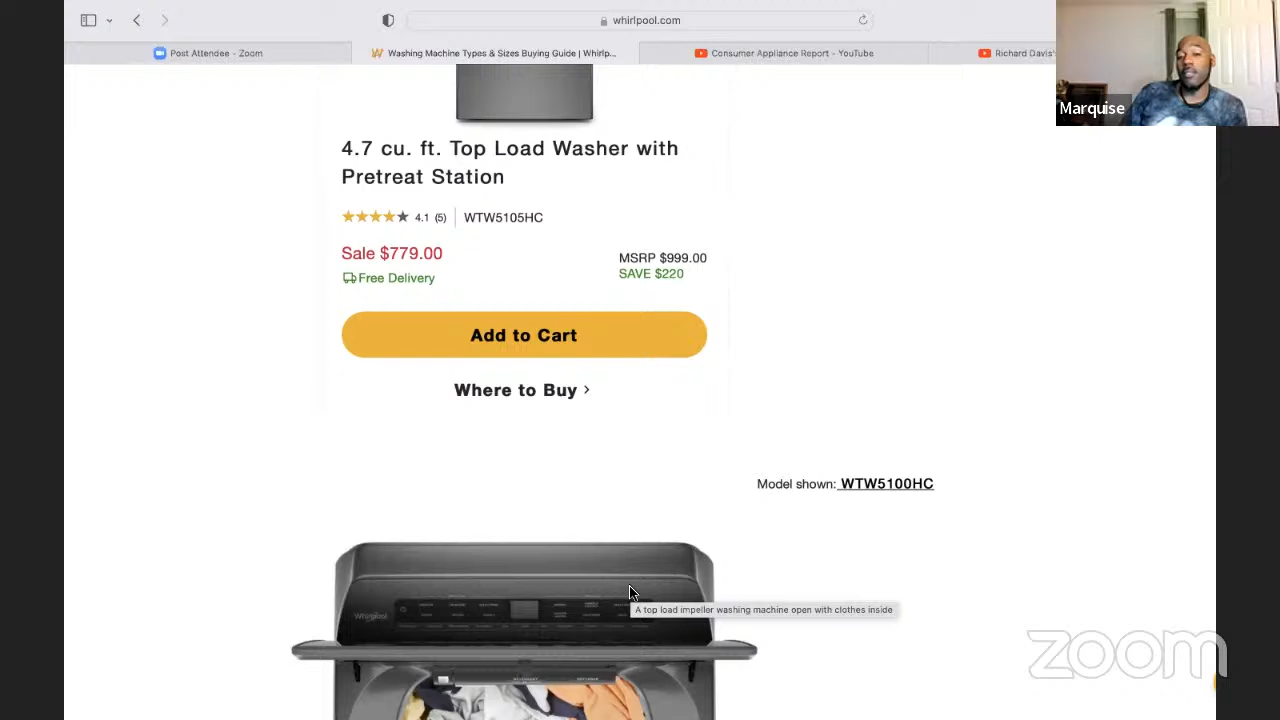 whirlpool.com
Post Attendee - Zoom
Washing Machine Types & Sizes Buying Guide | Whirlp...
Consumer Appliance Report - YouTube
Richard Davis'
Marquise
4.7 cu. ft. Top Load Washer with
Pretreat Station
4.1 (5) WTW5105HC
Sale $779.00
MSRP $999.00
Free Delivery
SAVE $220
Add to Cart
Where to Buy ›
Model shown: WTW5100HC
A top load impellor washing machine open with clothes inside
Whirlpool
zoom